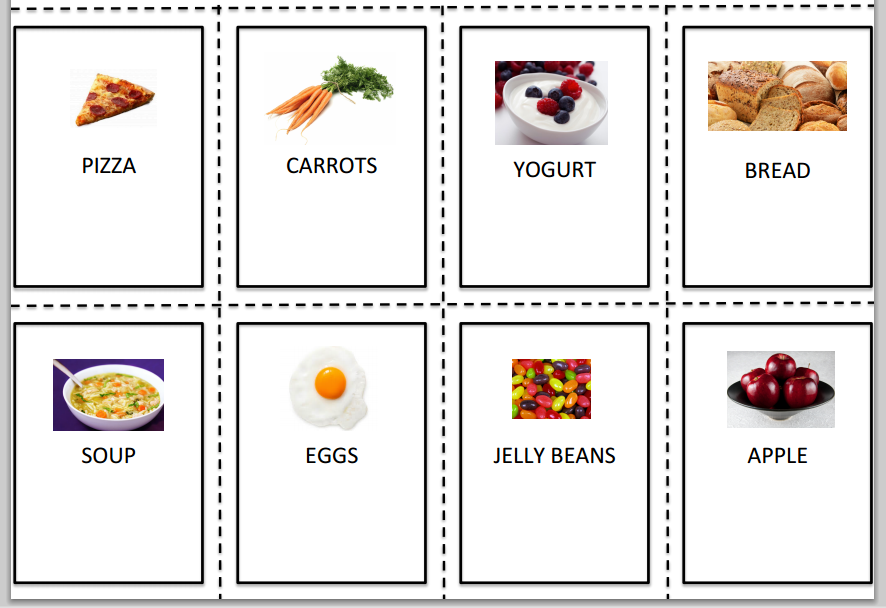 PIZZA
CARROTS
YOGURT
BREAD
SOUP
EGGS
JELLY BEANS
APPLE